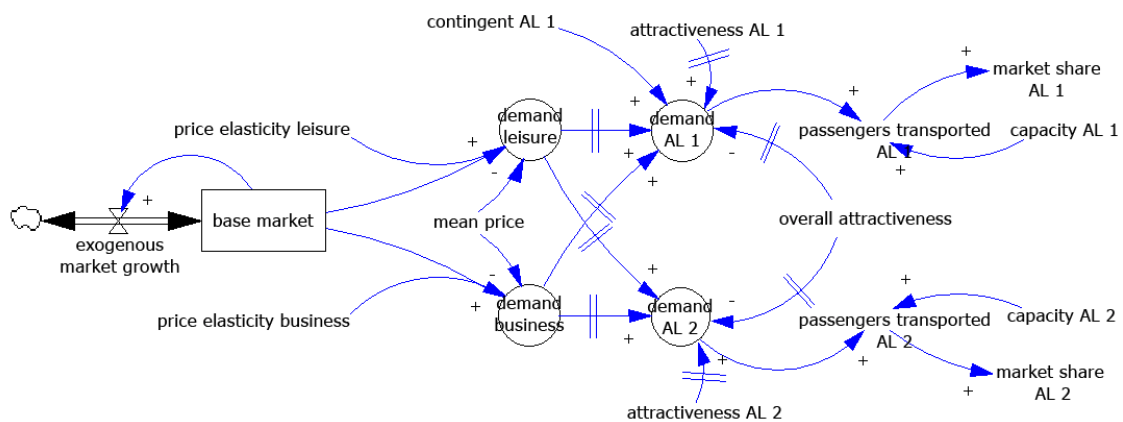 contingent AL 1
attractiveness AL 1
+
market share
AL 1
+
+
+
demand
leisure
demand
AL 1
price elasticity leisure
+
passengers transported
AL 1
capacity AL 1
-
+
-
+
+
+
base market
mean price
overall attractiveness
exogenous
market growth
-
+
-
+
demand
business
demand
AL 2
price elasticity business
+
passengers transported
AL 2
capacity AL 2
+
+
+
market share
AL 2
+
attractiveness AL 2